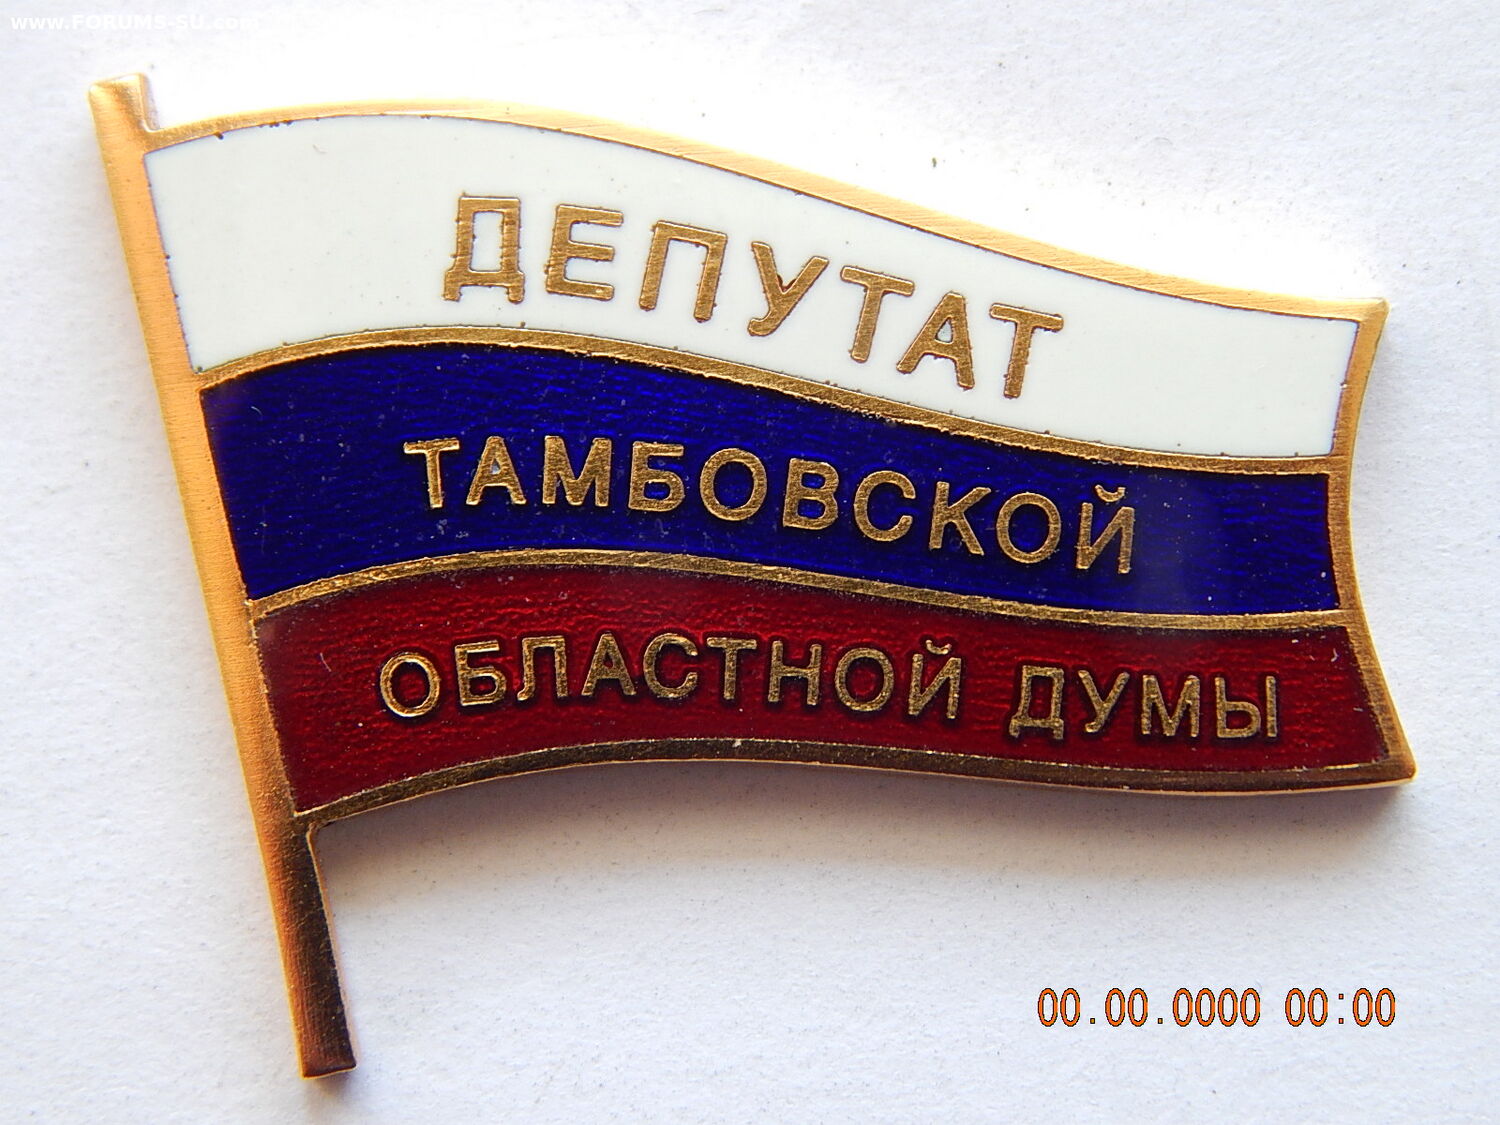 www.FORUMS-SU.com
ДЕПУТАТ
ТАМБОВСКОЙ
ОБЛАСТНОЙ ДУМЫ
00.00.0000 00:00